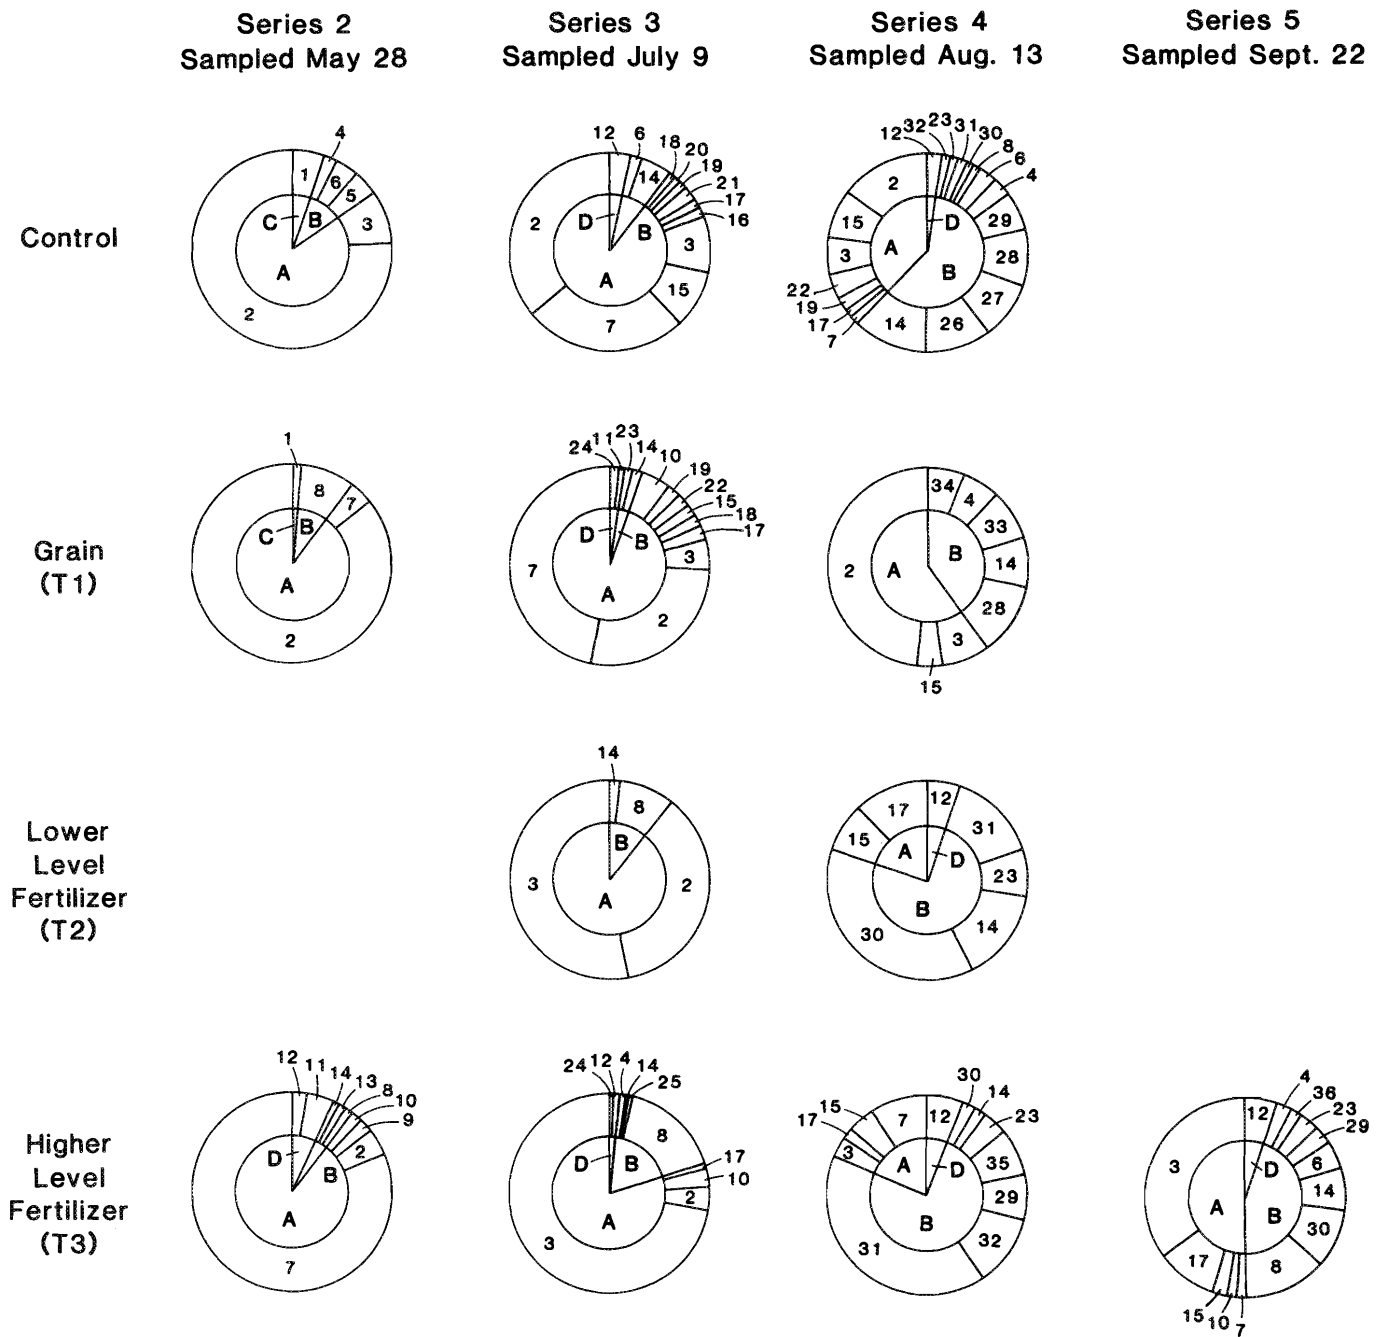 Series 2
Sampled May 28
Series 3
Sampled July 9
Series 4
Sampled Aug. 13
Series 5
Sampled Sept. 22
Control
4
1
6
5
3
2
C
B
A
12
6
14
18
20
19
21
17
16
3
15
7
2
D
B
A
12
32
23
31
30
8
6
4
29
28
27
26
14
7
17
19
22
3
15
2
D
A
B
Grain
(T1)
1
8
7
2
C
B
A
24
11
23
14
10
19
22
15
18
17
3
2
7
D
B
A
34
4
33
14
28
3
15
2
B
A
Lower
Level
Fertilizer
(T2)
14
8
2
3
B
A
12
31
23
14
30
15
17
A
D
B
Higher
Level
Fertilizer
(T3)
12
11
14
13
8
10
9
2
7
D
B
A
24
12
4
14
25
8
17
10
2
3
D
B
A
30
14
23
12
35
29
32
31
3
17
15
7
A
D
B
4
36
23
29
12
6
14
30
8
7
10
15
17
3
D
A
B